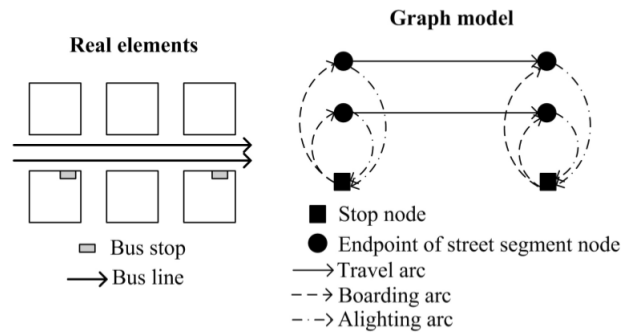 Real elements
Bus stop
Bus line
Graph model
Stop node
Endpoint of street segment node
Travel arc
Boarding arc
Alighting arc